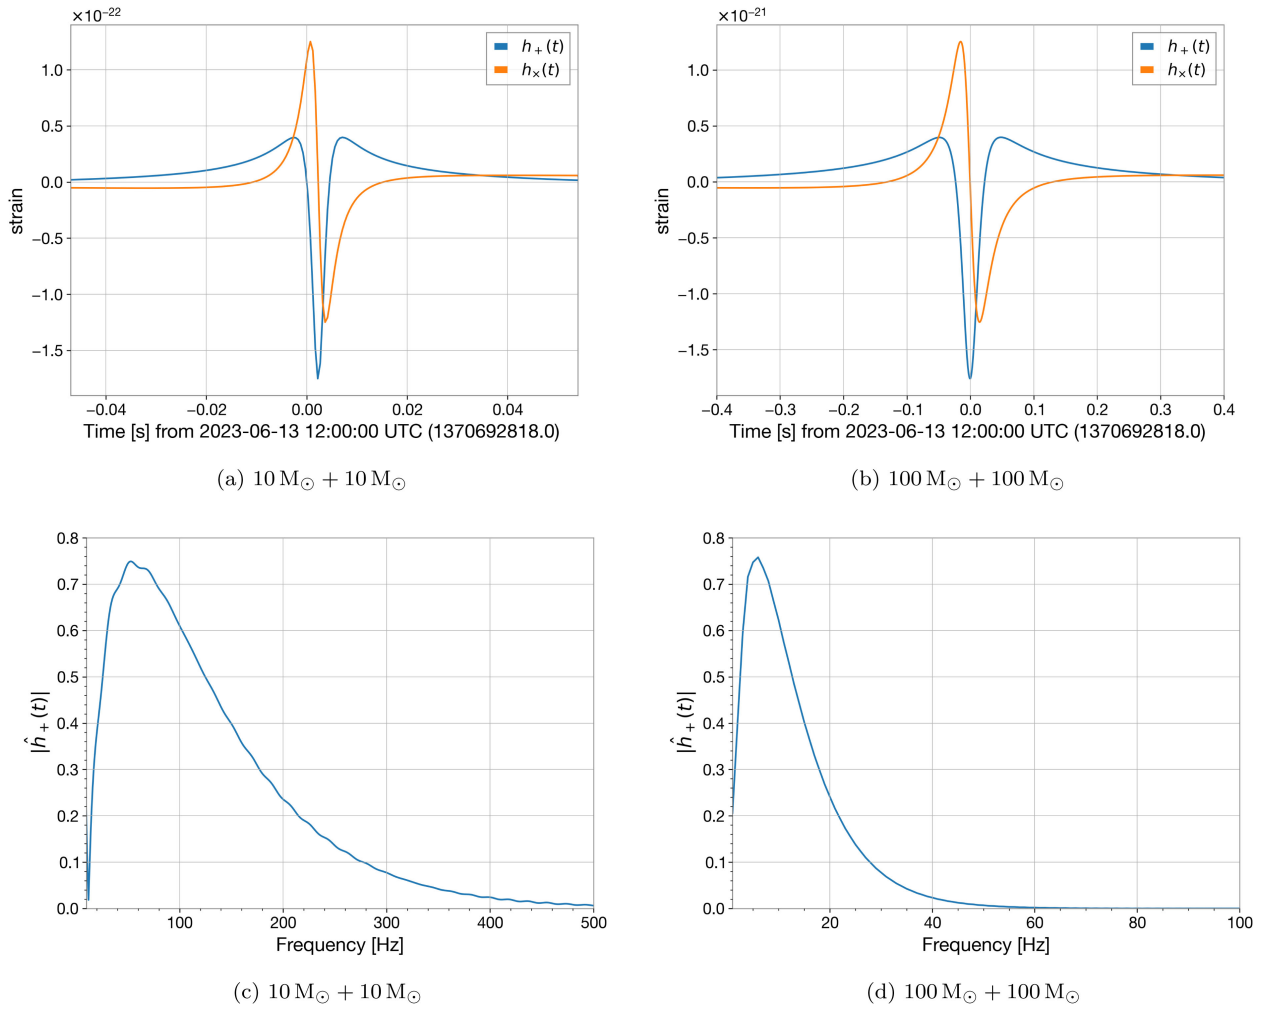 ×10−22
h+(t)
h×(t)
1.0
0.5
0.0
−0.5
−1.0
−1.5
strain
−0.04 −0.02 0.00 0.02 0.04
Time [s] from 2023-06-13 12:00:00 UTC (1370692818.0)
(a) 10 M⊙ + 10 M⊙
×10−21
h+(t)
h×(t)
1.0
0.5
0.0
−0.5
−1.0
−1.5
strain
−0.4 −0.3 −0.2 −0.1 0.0 0.1 0.2 0.3 0.4
Time [s] from 2023-06-13 12:00:00 UTC (1370692818.0)
(b) 100 M⊙ + 100 M⊙
0.8
0.7
0.6
0.5
0.4
0.3
0.2
0.1
0.0
|ĥ+(t)|
100 200 300 400 500
Frequency [Hz]
(c) 10 M⊙ + 10 M⊙
0.8
0.7
0.6
0.5
0.4
0.3
0.2
0.1
0.0
|ĥ+(t)|
20 40 60 80 100
Frequency [Hz]
(d) 100 M⊙ + 100 M⊙